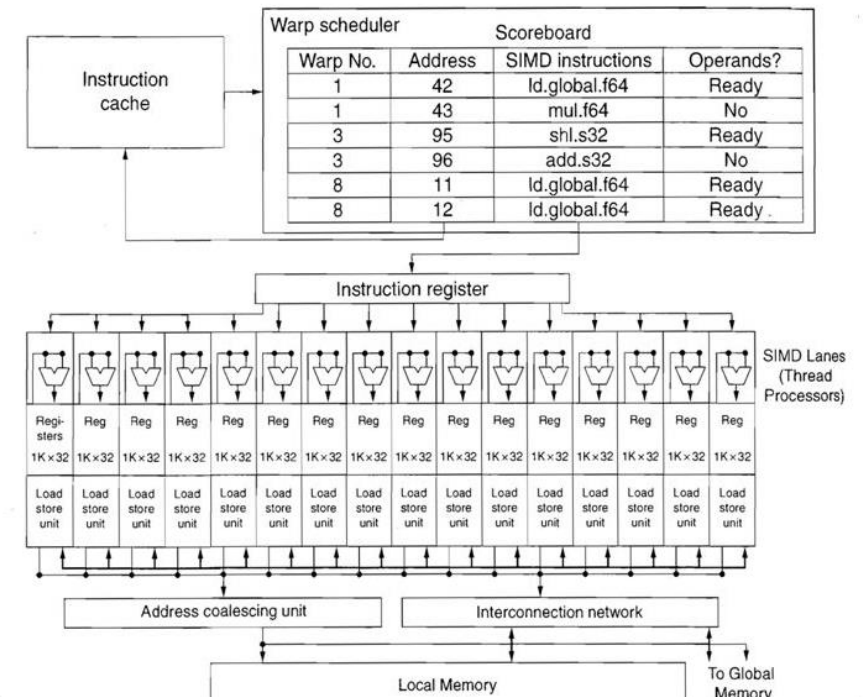 Warp scheduler
Scoreboard
Instruction
cache
Warp No. Address SIMD instructions Operands?
1 42 ld.global.f64 Ready
1 43 mul.f64 No
3 95 shl.s32 Ready
3 96 add.s32 No
8 11 ld.global.f64 Ready
8 12 ld.global.f64 Ready
Instruction register
SIMD Lanes
(Thread
Processors)
Regi- Reg Reg Reg Reg Reg Reg Reg Reg Reg Reg Reg Reg Reg Reg Reg
sters
1K×32 1K×32 1K×32 1K×32 1K×32 1K×32 1K×32 1K×32 1K×32 1K×32 1K×32 1K×32 1K×32 1K×32 1K×32 1K×32
Load Load Load Load Load Load Load Load Load Load Load Load Load Load Load Load
store store store store store store store store store store store store store store store store
unit unit unit unit unit unit unit unit unit unit unit unit unit unit unit unit
Address coalescing unit
Interconnection network
Local Memory
To Global
Memory